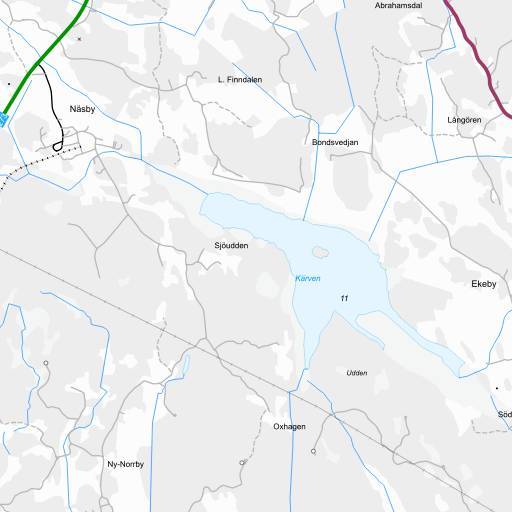 Abrahamsdal
L. Finndalen
Näsby
Långören
Bondsvedjan
Sjöudden
Kärven
Ekeby
11
Udden
Söd
Oxhagen
Ny-Norrby